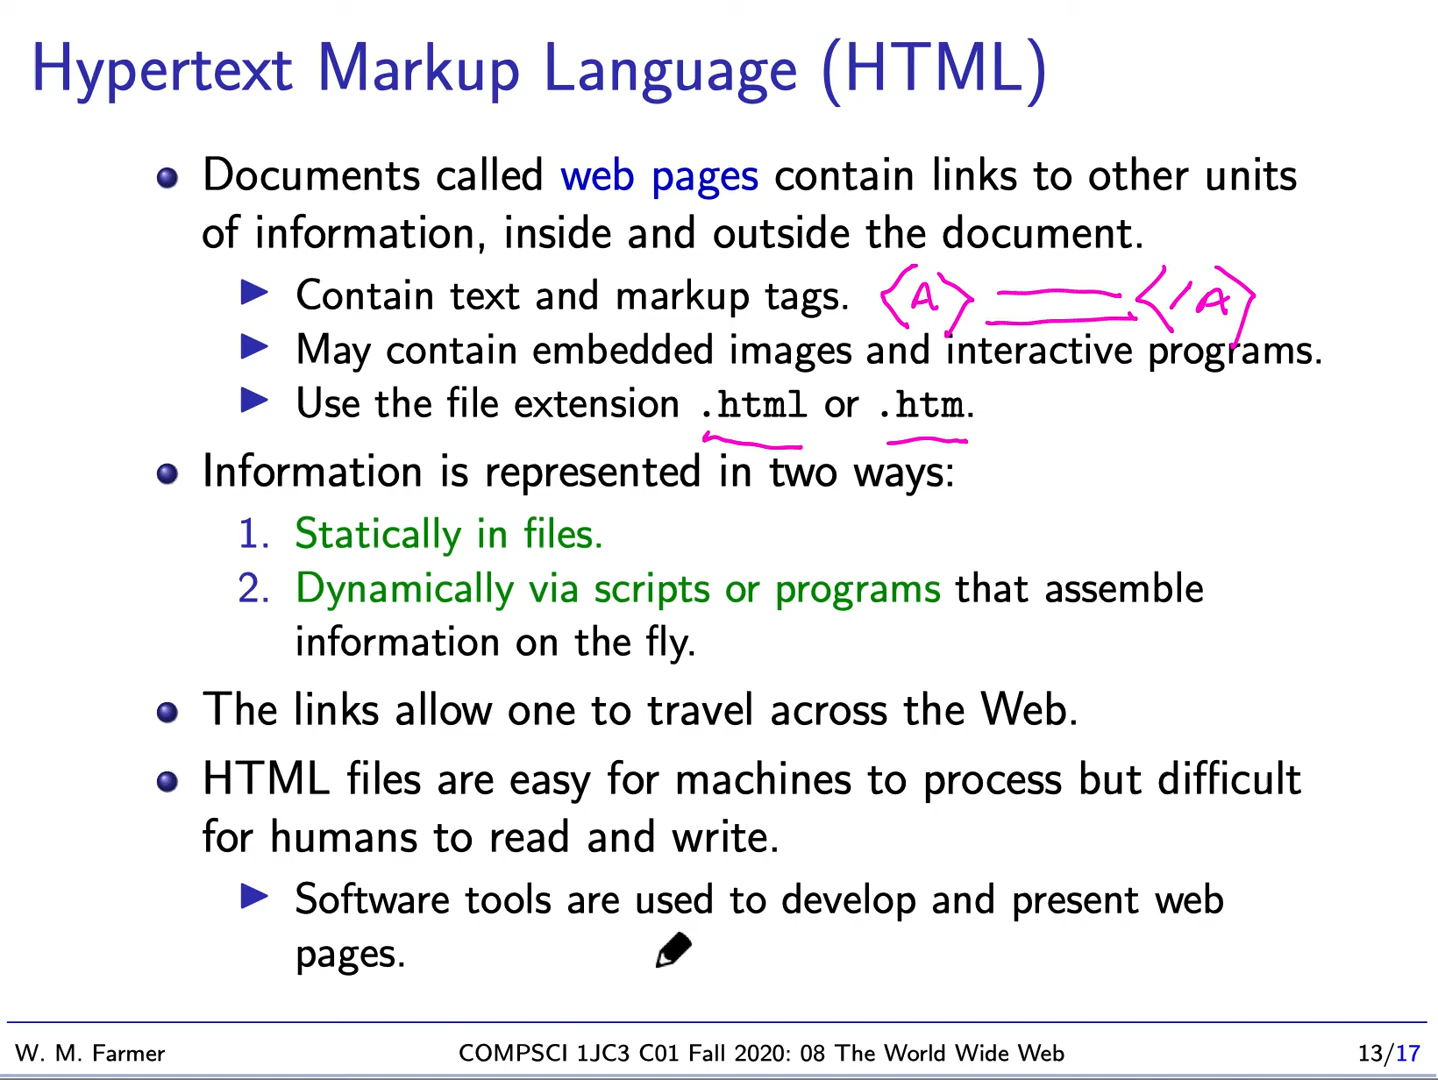 Hypertext Markup Language (HTML)
Documents called web pages contain links to other units
of information, inside and outside the document.
Contain text and markup tags. <A> </A>
May contain embedded images and interactive programs.
Use the file extension .html or .htm.
Information is represented in two ways:
1. Statically in files.
2. Dynamically via scripts or programs that assemble
information on the fly.
The links allow one to travel across the Web.
HTML files are easy for machines to process but difficult
for humans to read and write.
Software tools are used to develop and present web
pages.
W. M. Farmer COMPSCI 1JC3 C01 Fall 2020: 08 The World Wide Web 13/17